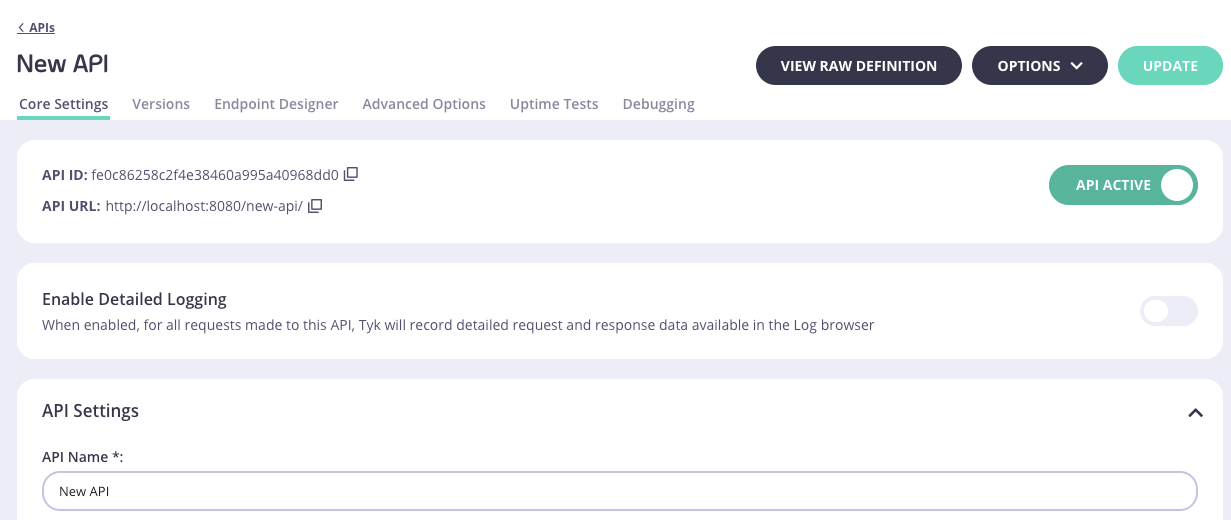 APIs
New API
VIEW RAW DEFINITION
OPTIONS
UPDATE
Core Settings Versions Endpoint Designer Advanced Options Uptime Tests Debugging
API ID: fe0c86258c2f4e38460a995a40968dd0
API ACTIVE
API URL: http://localhost:8080/new-api/
Enable Detailed Logging
When enabled, for all requests made to this API, Tyk will record detailed request and response data available in the Log browser
API Settings
API Name *:
New API